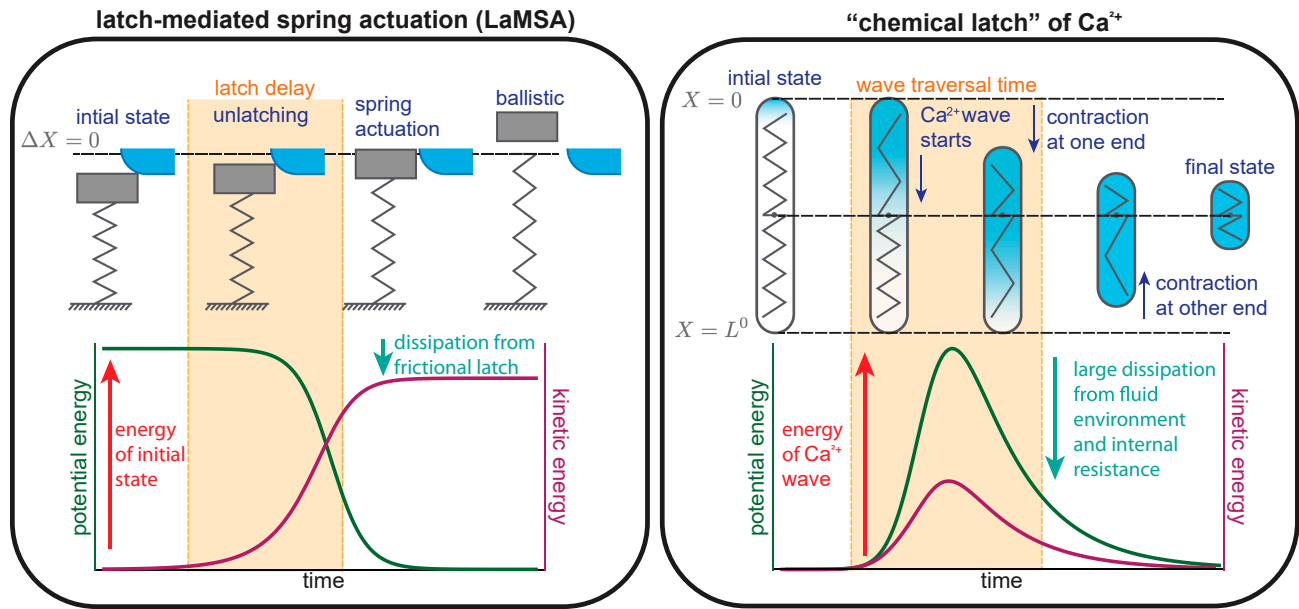 latch-mediated spring actuation (LaMSA)
latch delay
intial state
unlatching
spring
actuation
ballistic
ΔX = 0
potential energy
energy
of initial
state
dissipation from
frictional latch
kinetic energy
time
“chemical latch” of Ca²⁺
X = 0
intial state
wave traversal time
Ca²⁺ wave
starts
contraction
at one end
final state
contraction
at other end
X = L⁰
potential energy
energy
of Ca²⁺
wave
large dissipation
from fluid
environment
and internal
resistance
kinetic energy
time